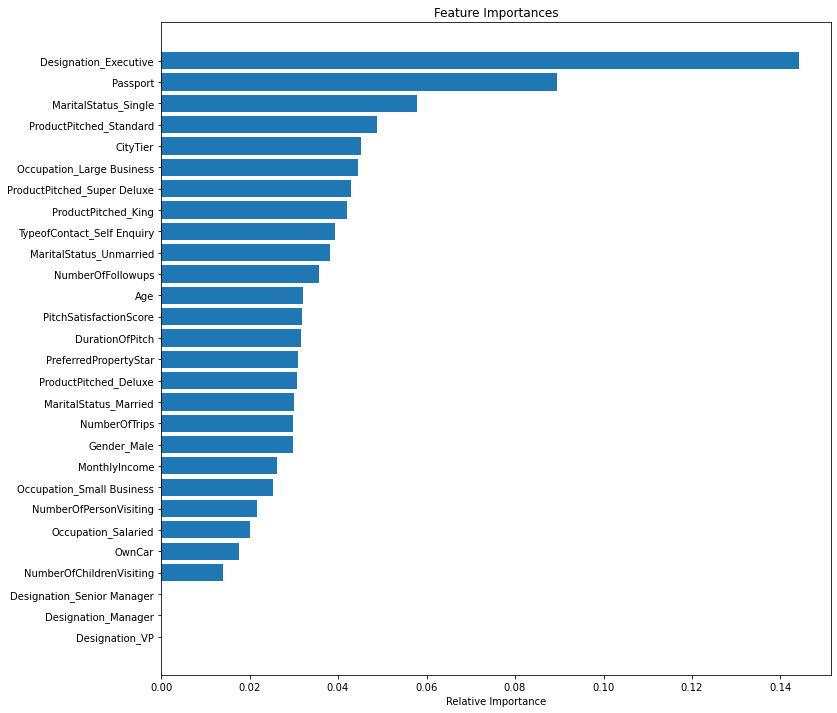 Feature Importances
Designation_Executive
Passport
MaritalStatus_Single
ProductPitched_Standard
CityTier
Occupation_Large Business
ProductPitched_Super Deluxe
ProductPitched_King
TypeofContact_Self Enquiry
MaritalStatus_Unmarried
NumberOfFollowups
Age
PitchSatisfactionScore
DurationOfPitch
PreferredPropertyStar
ProductPitched_Deluxe
MaritalStatus_Married
NumberOfTrips
Gender_Male
MonthlyIncome
Occupation_Small Business
NumberOfPersonVisiting
Occupation_Salaried
OwnCar
NumberOfChildrenVisiting
Designation_Senior Manager
Designation_Manager
Designation_VP
0.00 0.02 0.04 0.06 0.08 0.10 0.12 0.14
Relative Importance